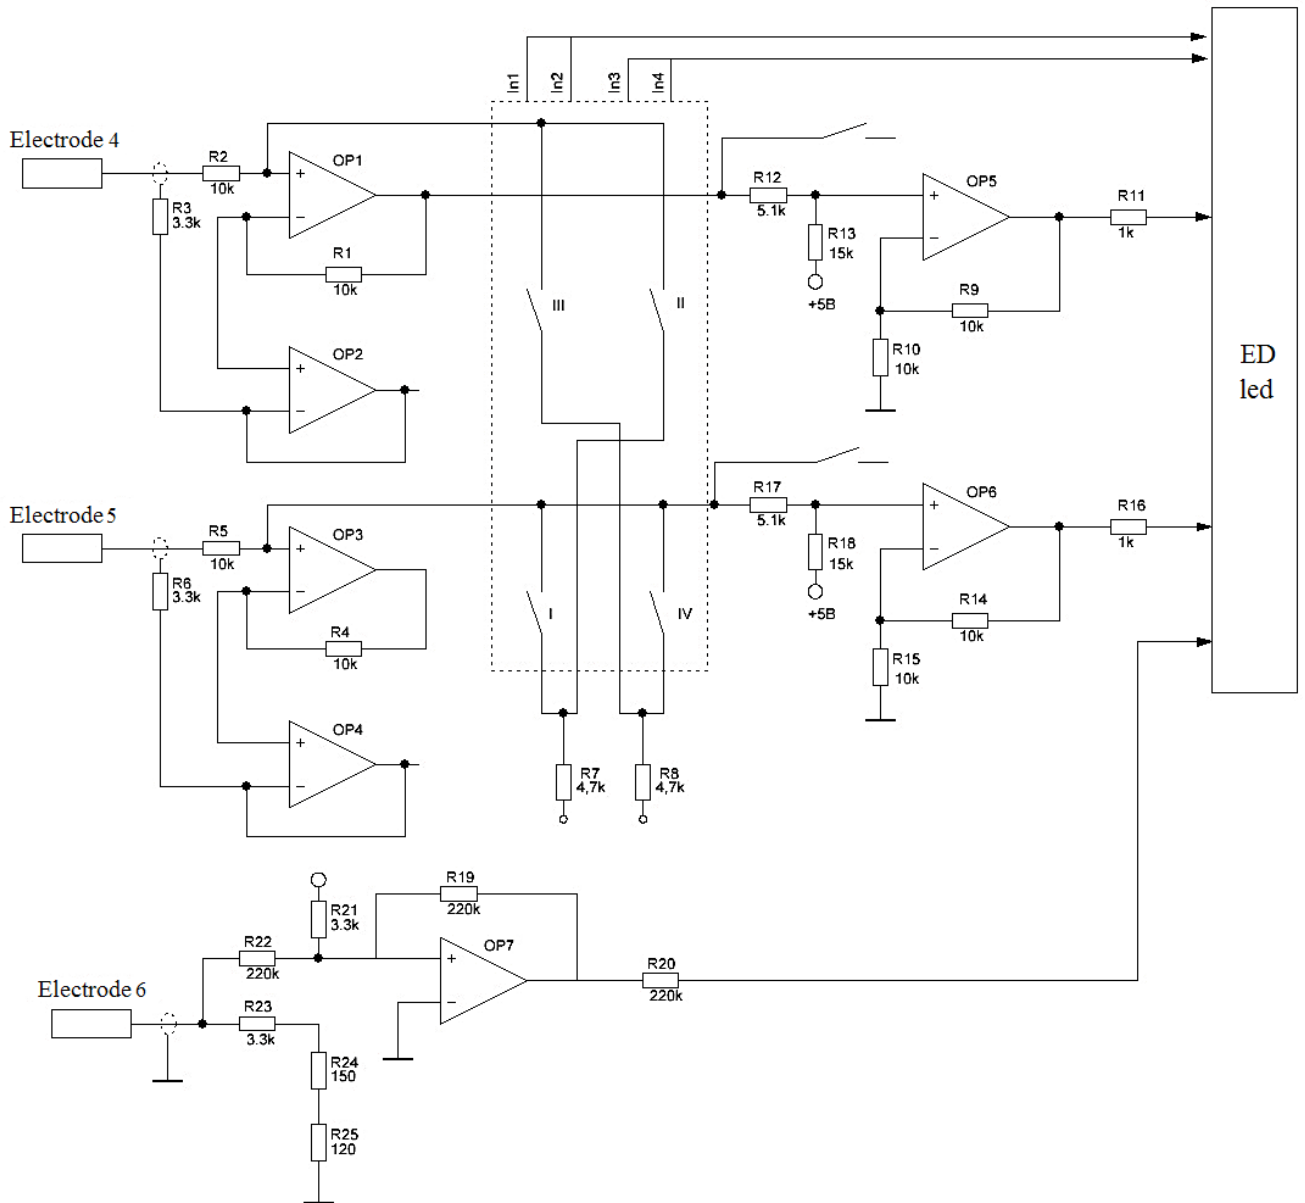 In1
In2
In3
In4
Electrode 4
R2
10k
+
OP1
−
R3
3.3k
R1
10k
III
II
R12
5.1k
R13
15k
+5B
+
OP5
−
R11
1k
R9
10k
R10
10k
ED
led
+
OP2
−
Electrode 5
R5
10k
+
OP3
−
R6
3.3k
R4
10k
I
IV
R17
5.1k
R18
15k
+5B
+
OP6
−
R16
1k
R14
10k
R15
10k
+
OP4
−
R7
4,7k
R8
4,7k
Electrode 6
R21
3.3k
R19
220k
R22
220k
+
OP7
−
R20
220k
R23
3.3k
R24
150
R25
120